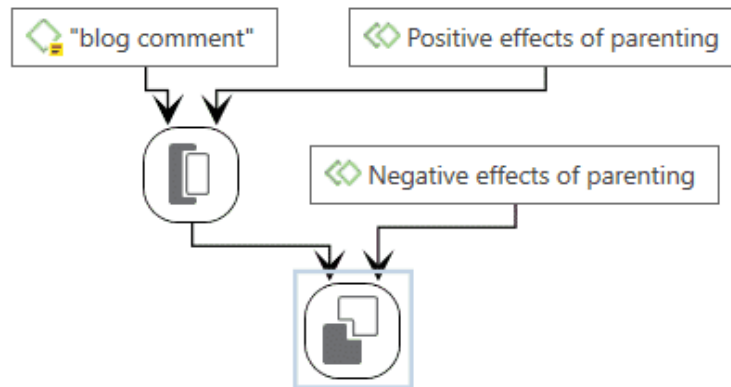 "blog comment"
Positive effects of parenting
Negative effects of parenting